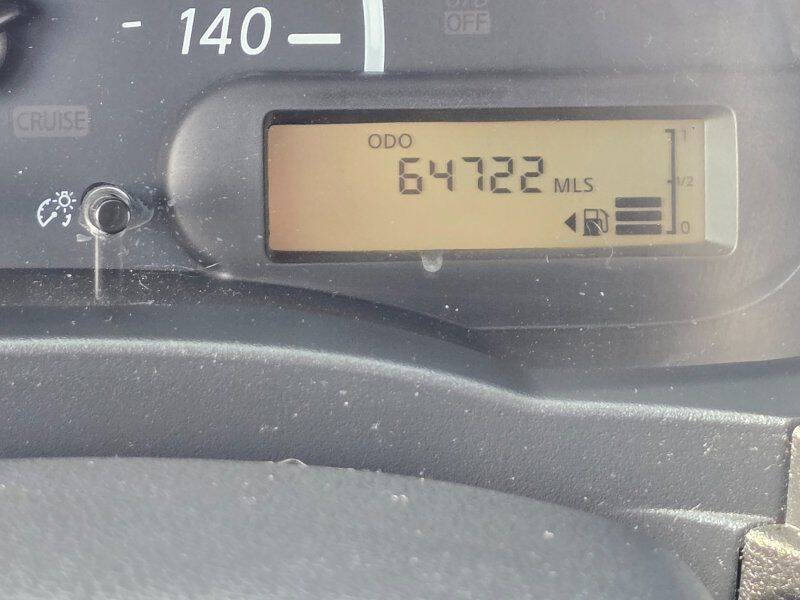 140
OFF
CRUISE
ODO
64722 MLS
1
1/2
0